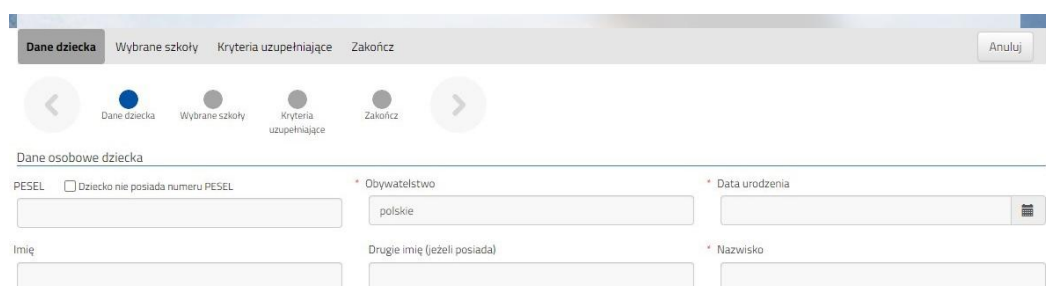 Dane dziecka Wybrane szkoły Kryteria uzupełniające Zakończ Anuluj
Dane dziecka Wybrane szkoły Kryteria Zakończ
uzupełniające
Dane osobowe dziecka
PESEL Dziecko nie posiada numeru PESEL * Obywatelstwo * Data urodzenia
polskie
Imię Drugie imię (jeżeli posiada) * Nazwisko